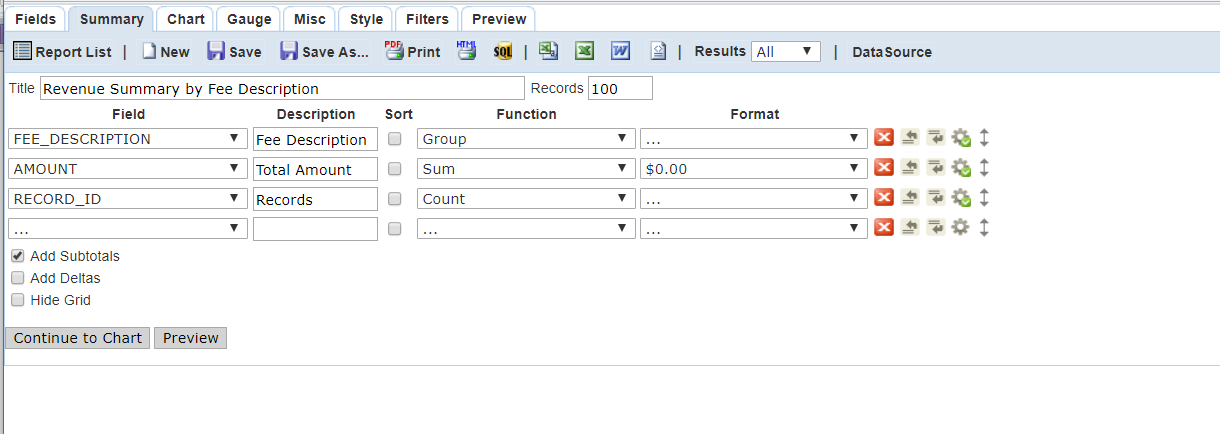 Fields Summary Chart Gauge Misc Style Filters Preview
Report List | New Save Save As... PDF Print HTML SQL | | Results All | DataSource
Title Revenue Summary by Fee Description Records 100
Field Description Sort Function Format
FEE_DESCRIPTION Fee Description Group ...
AMOUNT Total Amount Sum $0.00
RECORD_ID Records Count ...
... ... ...
Add Subtotals
Add Deltas
Hide Grid
Continue to Chart Preview